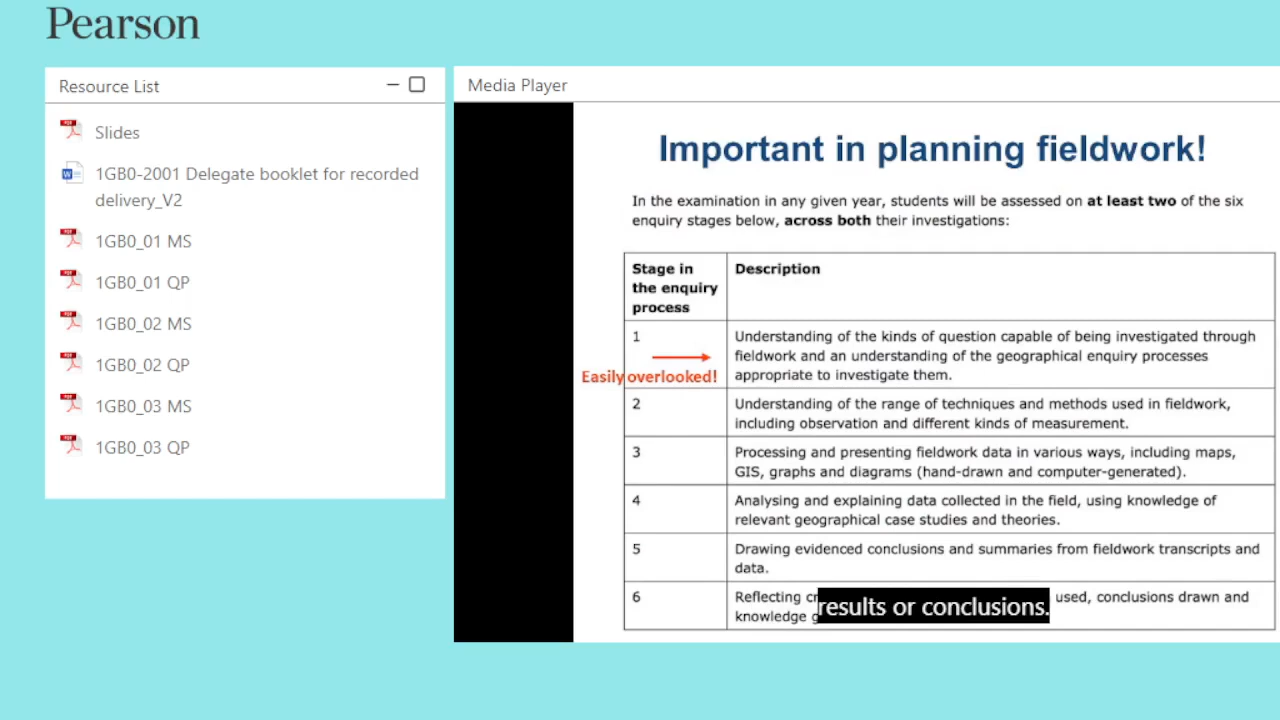 Pearson
Resource List
Slides
1GB0-2001 Delegate booklet for recorded
delivery_V2
1GB0_01 MS
1GB0_01 QP
1GB0_02 MS
1GB0_02 QP
1GB0_03 MS
1GB0_03 QP
Media Player
Important in planning fieldwork!
In the examination in any given year, students will be assessed on at least two of the six
enquiry stages below, across both their investigations:
Stage in
the enquiry
process
Description
1
Easily overlooked!
Understanding of the kinds of question capable of being investigated through
fieldwork and an understanding of the geographical enquiry processes
appropriate to investigate them.
2
Understanding of the range of techniques and methods used in fieldwork,
including observation and different kinds of measurement.
3
Processing and presenting fieldwork data in various ways, including maps,
GIS, graphs and diagrams (hand-drawn and computer-generated).
4
Analysing and explaining data collected in the field, using knowledge of
relevant geographical case studies and theories.
5
Drawing evidenced conclusions and summaries from fieldwork transcripts and
data.
6
Reflecting used, conclusions drawn and
knowledge
results or conclusions.